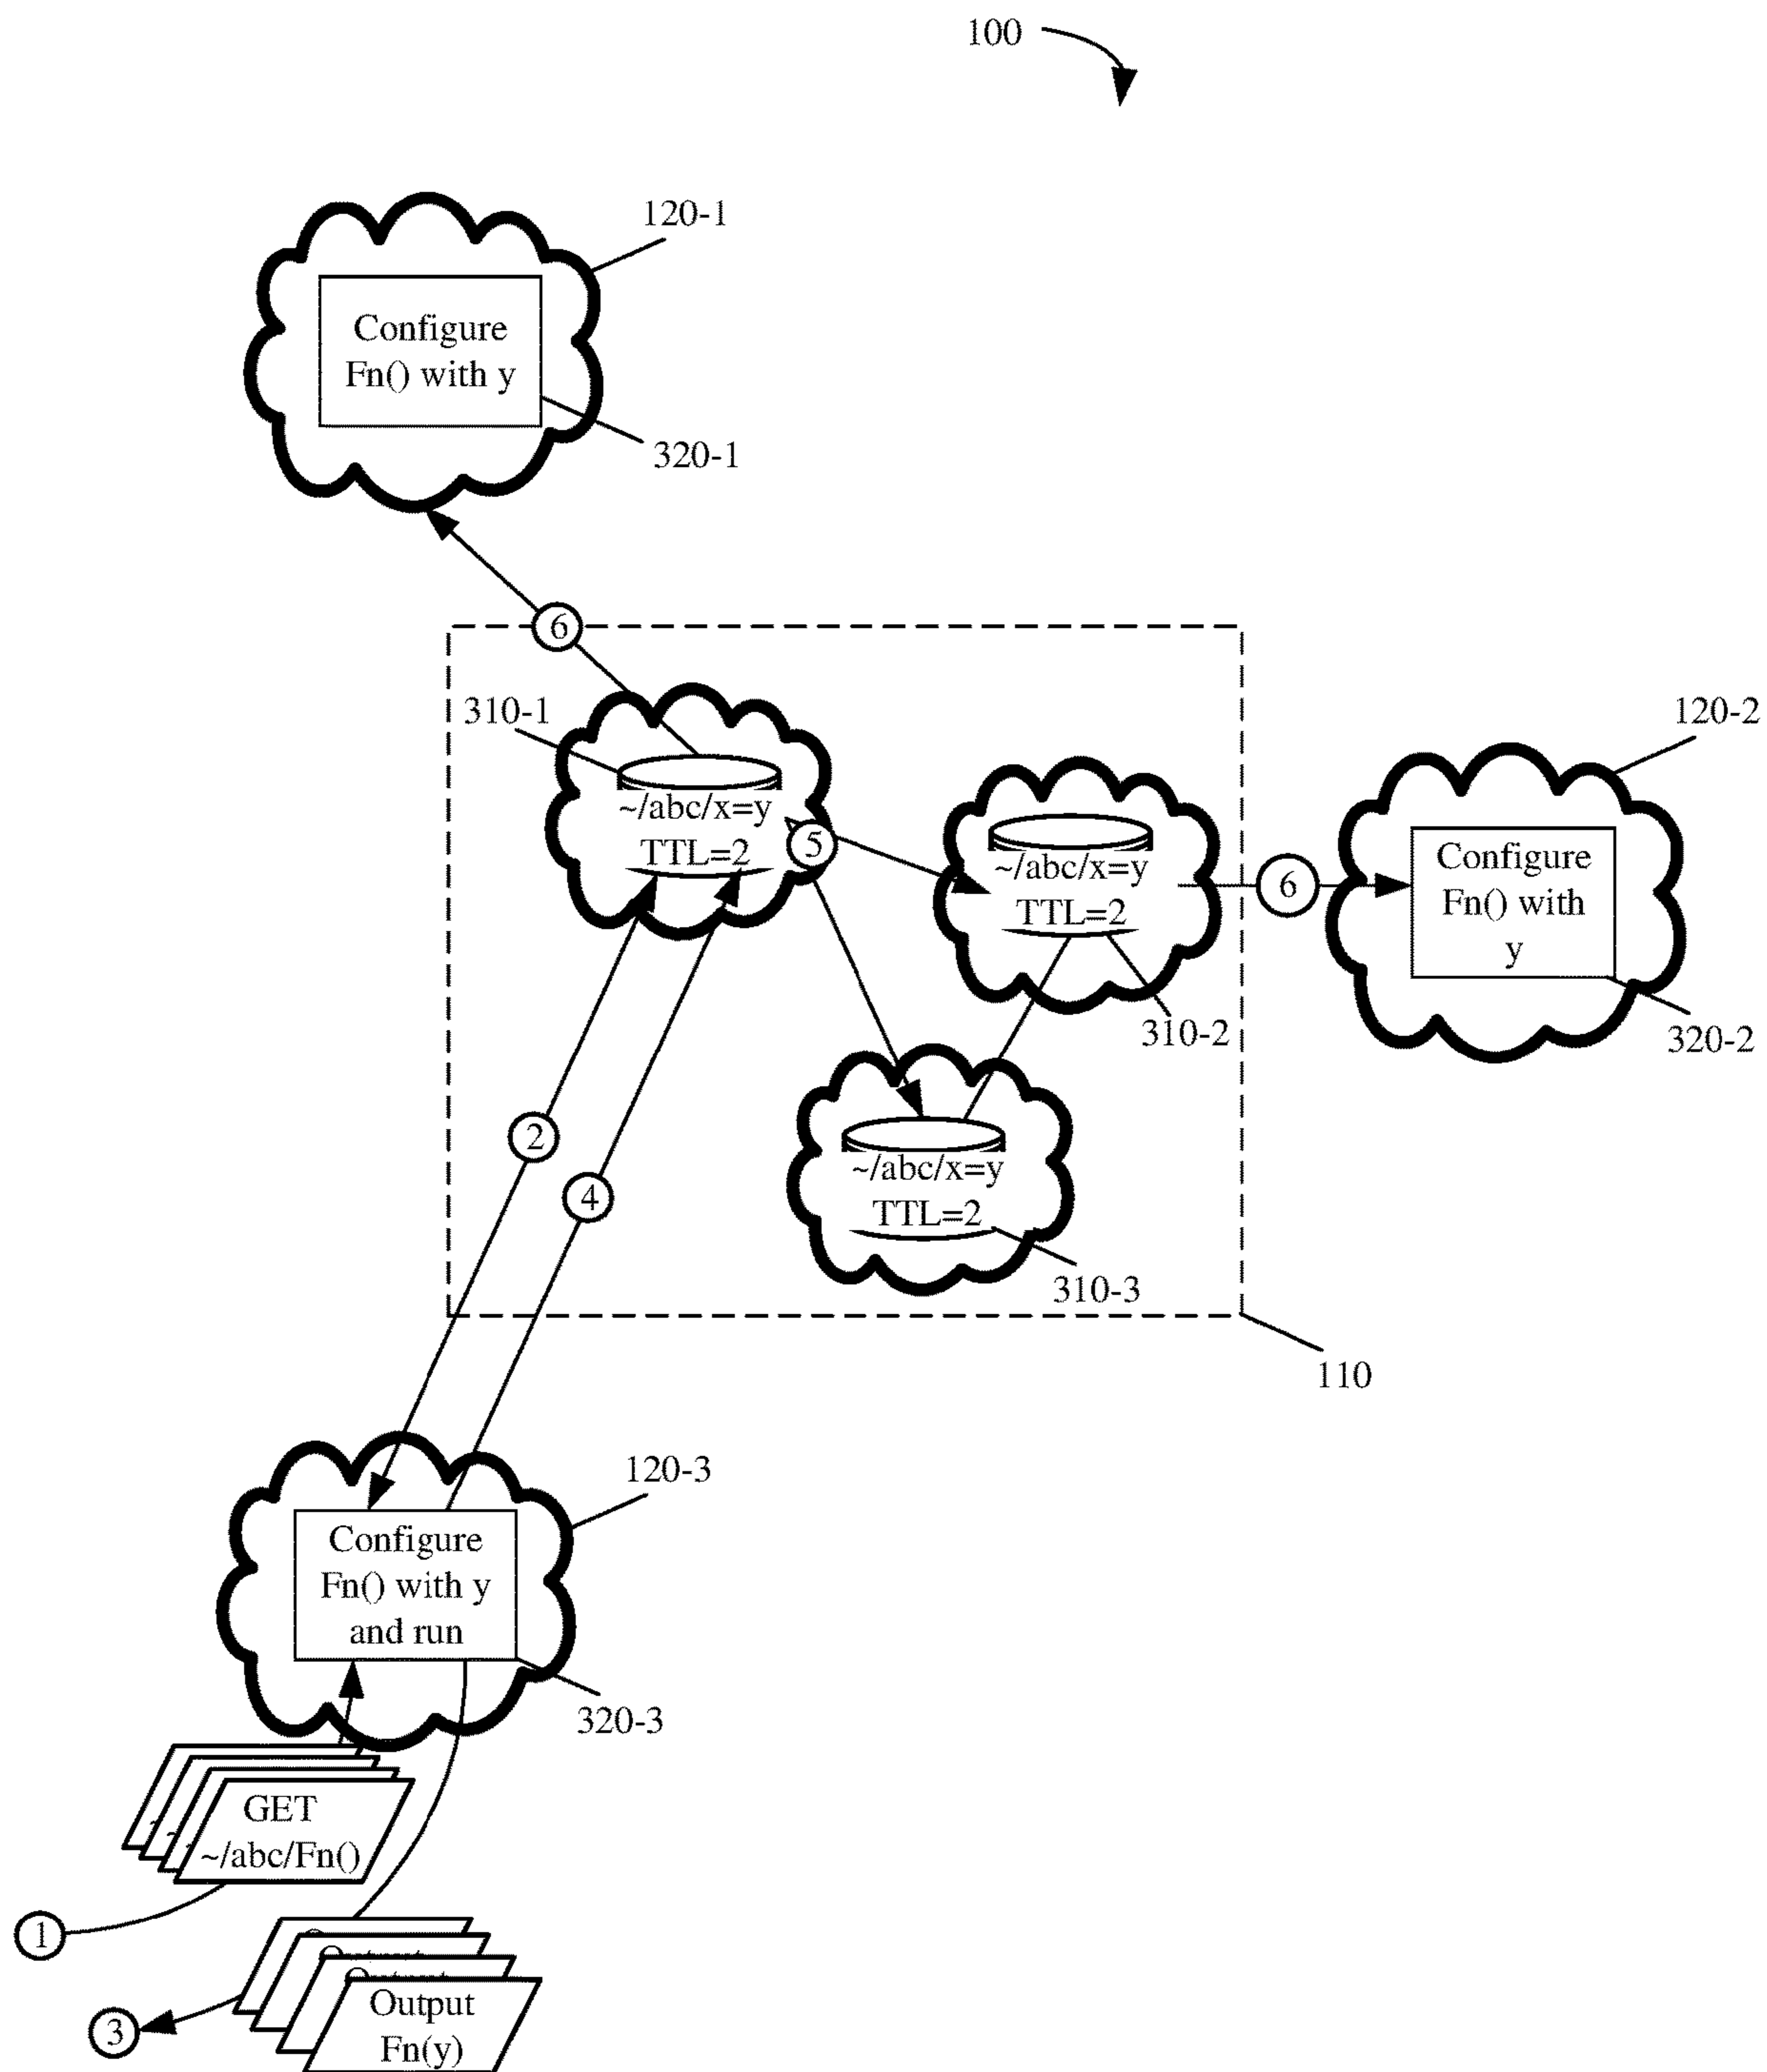 100
120-1
Configure
Fn() with y
320-1
6
310-1
~/abc/x=y
TTL=2
5
120-2
~/abc/x=y
TTL=2
6
Configure
Fn() with
y
310-2
320-2
2
4
~/abc/x=y
TTL=2
310-3
110
120-3
Configure
Fn() with y
and run
320-3
GET
~/abc/Fn()
1
Output
Fn(y)
3